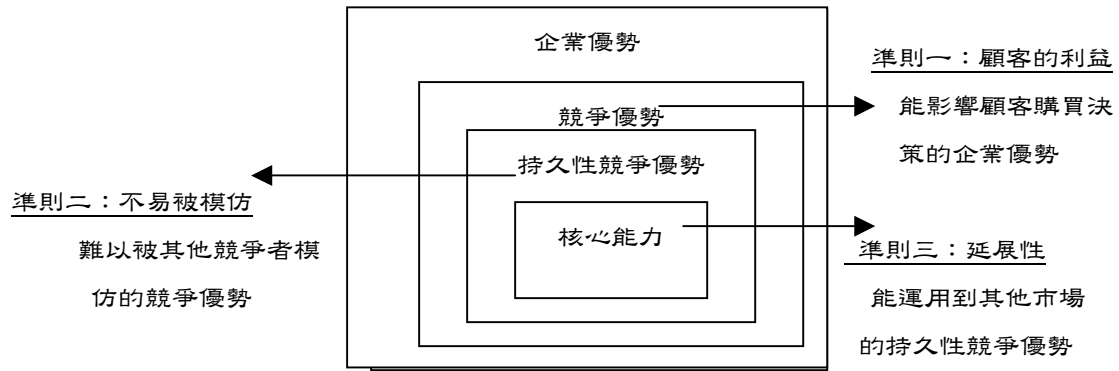 企業優勢
準則一：顧客的利益
能影響顧客購買決
策的企業優勢
競爭優勢
持久性競爭優勢
準則二：不易被模仿
難以被其他競爭者模
仿的競爭優勢
核心能力
準則三：延展性
能運用到其他市場
的持久性競爭優勢